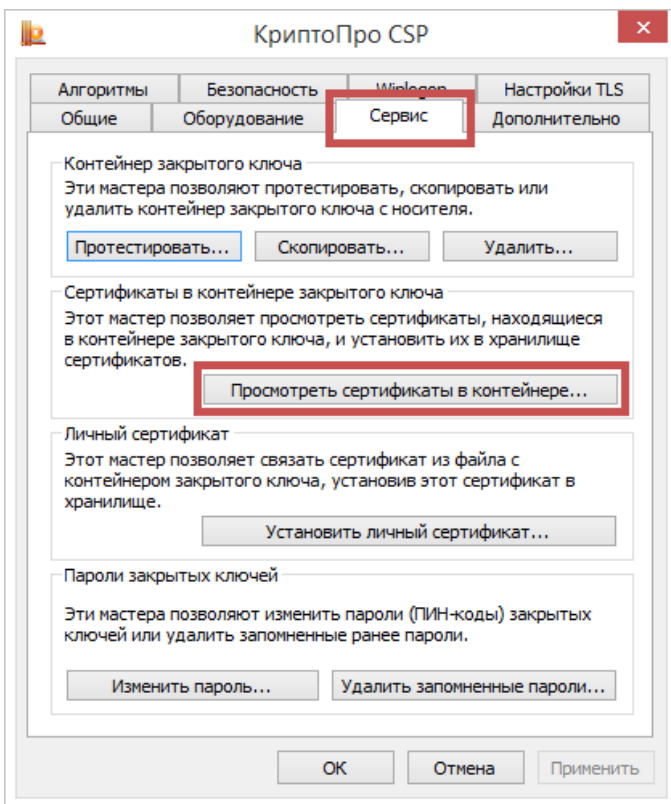 КриптоПро CSP
Алгоритмы Безопасность Winlogon Настройки TLS
Общие Оборудование Сервис Дополнительно
Контейнер закрытого ключа
Эти мастера позволяют протестировать, скопировать или
удалить контейнер закрытого ключа с носителя.
Протестировать... Скопировать... Удалить...
Сертификаты в контейнере закрытого ключа
Этот мастер позволяет просмотреть сертификаты, находящиеся
в контейнере закрытого ключа, и установить их в хранилище
сертификатов.
Просмотреть сертификаты в контейнере...
Личный сертификат
Этот мастер позволяет связать сертификат из файла с
контейнером закрытого ключа, установив этот сертификат в
хранилище.
Установить личный сертификат...
Пароли закрытых ключей
Эти мастера позволяют изменить пароли (ПИН-коды) закрытых
ключей или удалить запомненные ранее пароли.
Изменить пароль... Удалить запомненные пароли...
ОК Отмена Применить